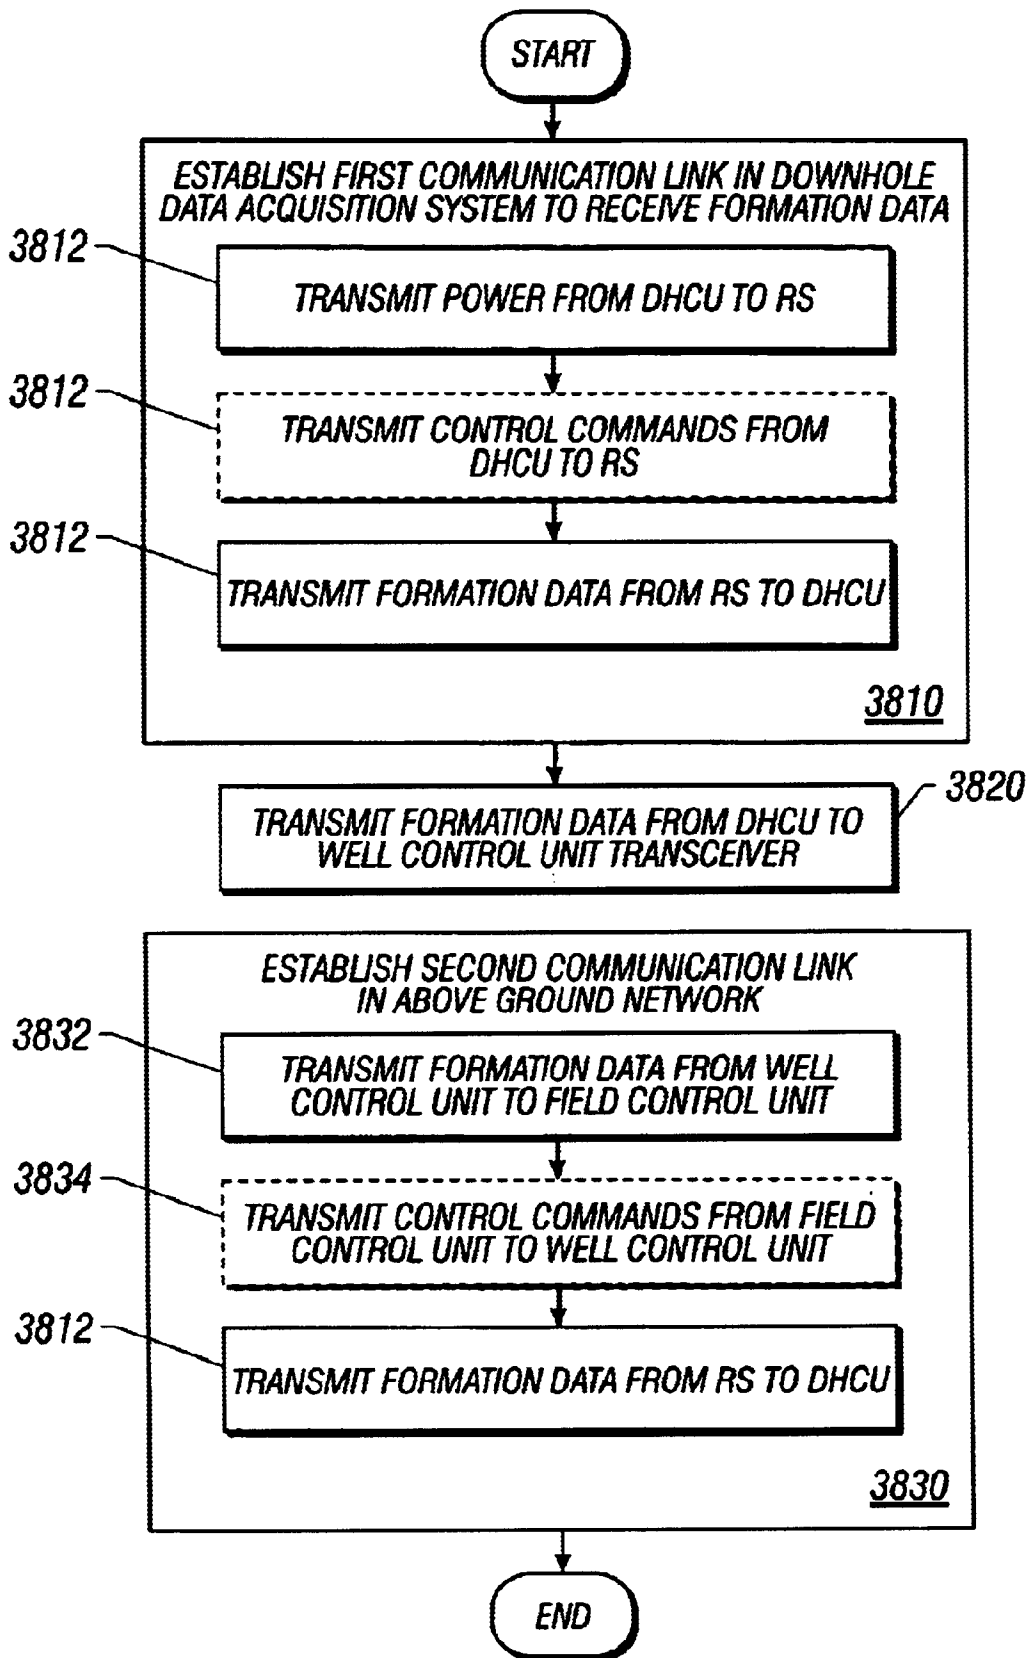 START
ESTABLISH FIRST COMMUNICATION LINK IN DOWNHOLE
DATA ACQUISITION SYSTEM TO RECEIVE FORMATION DATA
3812
TRANSMIT POWER FROM DHCU TO RS
3812
TRANSMIT CONTROL COMMANDS FROM
DHCU TO RS
3812
TRANSMIT FORMATION DATA FROM RS TO DHCU
3810
3820
TRANSMIT FORMATION DATA FROM DHCU TO
WELL CONTROL UNIT TRANSCEIVER
ESTABLISH SECOND COMMUNICATION LINK
IN ABOVE GROUND NETWORK
3832
TRANSMIT FORMATION DATA FROM WELL
CONTROL UNIT TO FIELD CONTROL UNIT
3834
TRANSMIT CONTROL COMMANDS FROM FIELD
CONTROL UNIT TO WELL CONTROL UNIT
3812
TRANSMIT FORMATION DATA FROM RS TO DHCU
3830
END